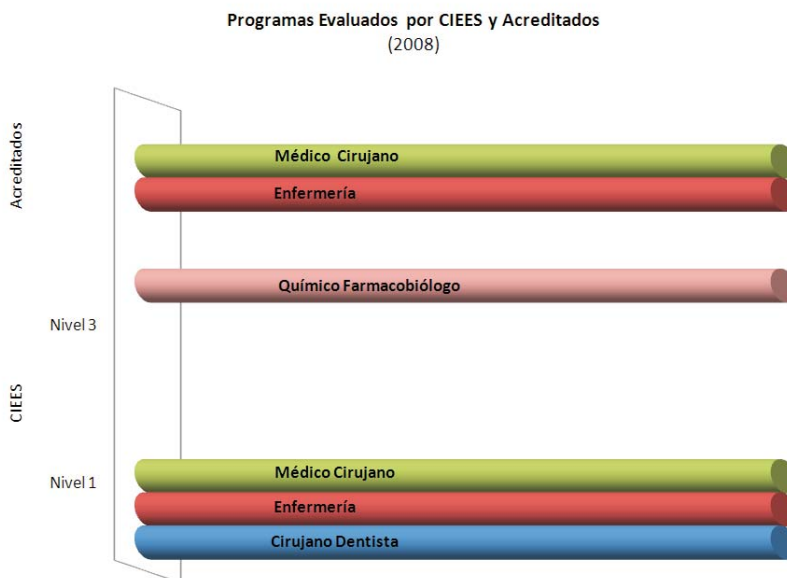 Programas Evaluados por CIEES y Acreditados
(2008)
Acreditados
Médico Cirujano
Enfermería
Químico Farmacobiólogo
Nivel 3
CIEES
Médico Cirujano
Nivel 1
Enfermería
Cirujano Dentista